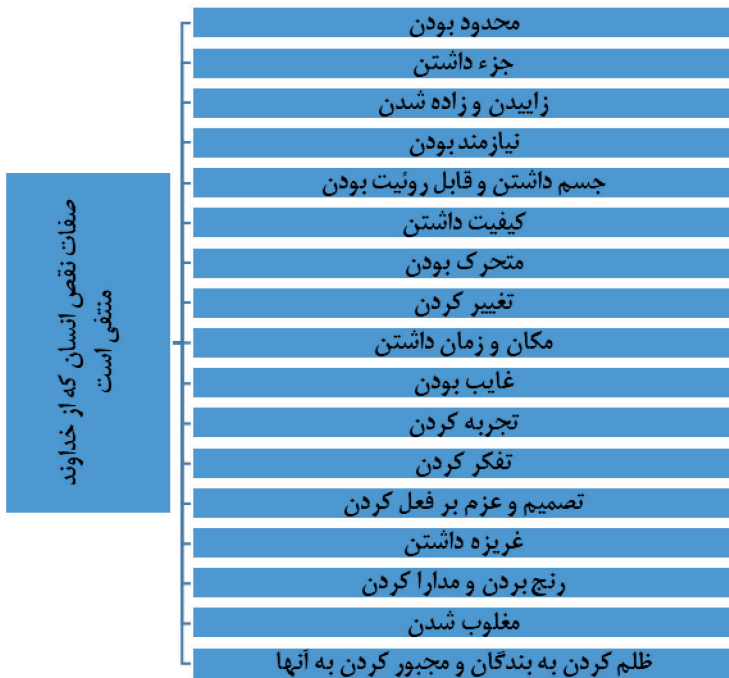 صفات نقص انسان که از خداوند
منتفی است
محدود بودن
جزء داشتن
زاییدن و زاده شدن
نیازمند بودن
جسم داشتن و قابل روئیت بودن
کیفیت داشتن
متحرک بودن
تغییر کردن
مکان و زمان داشتن
غایب بودن
تجربه کردن
تفکر کردن
تصمیم و عزم بر فعل کردن
غریزه داشتن
رنج بردن و مدارا کردن
مغلوب شدن
ظلم کردن به بندگان و مجبور کردن به آنها